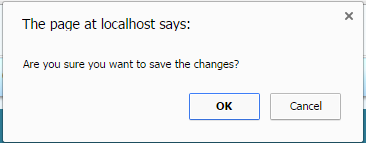 The page at localhost says:
Are you sure you want to save the changes?
OK
Cancel